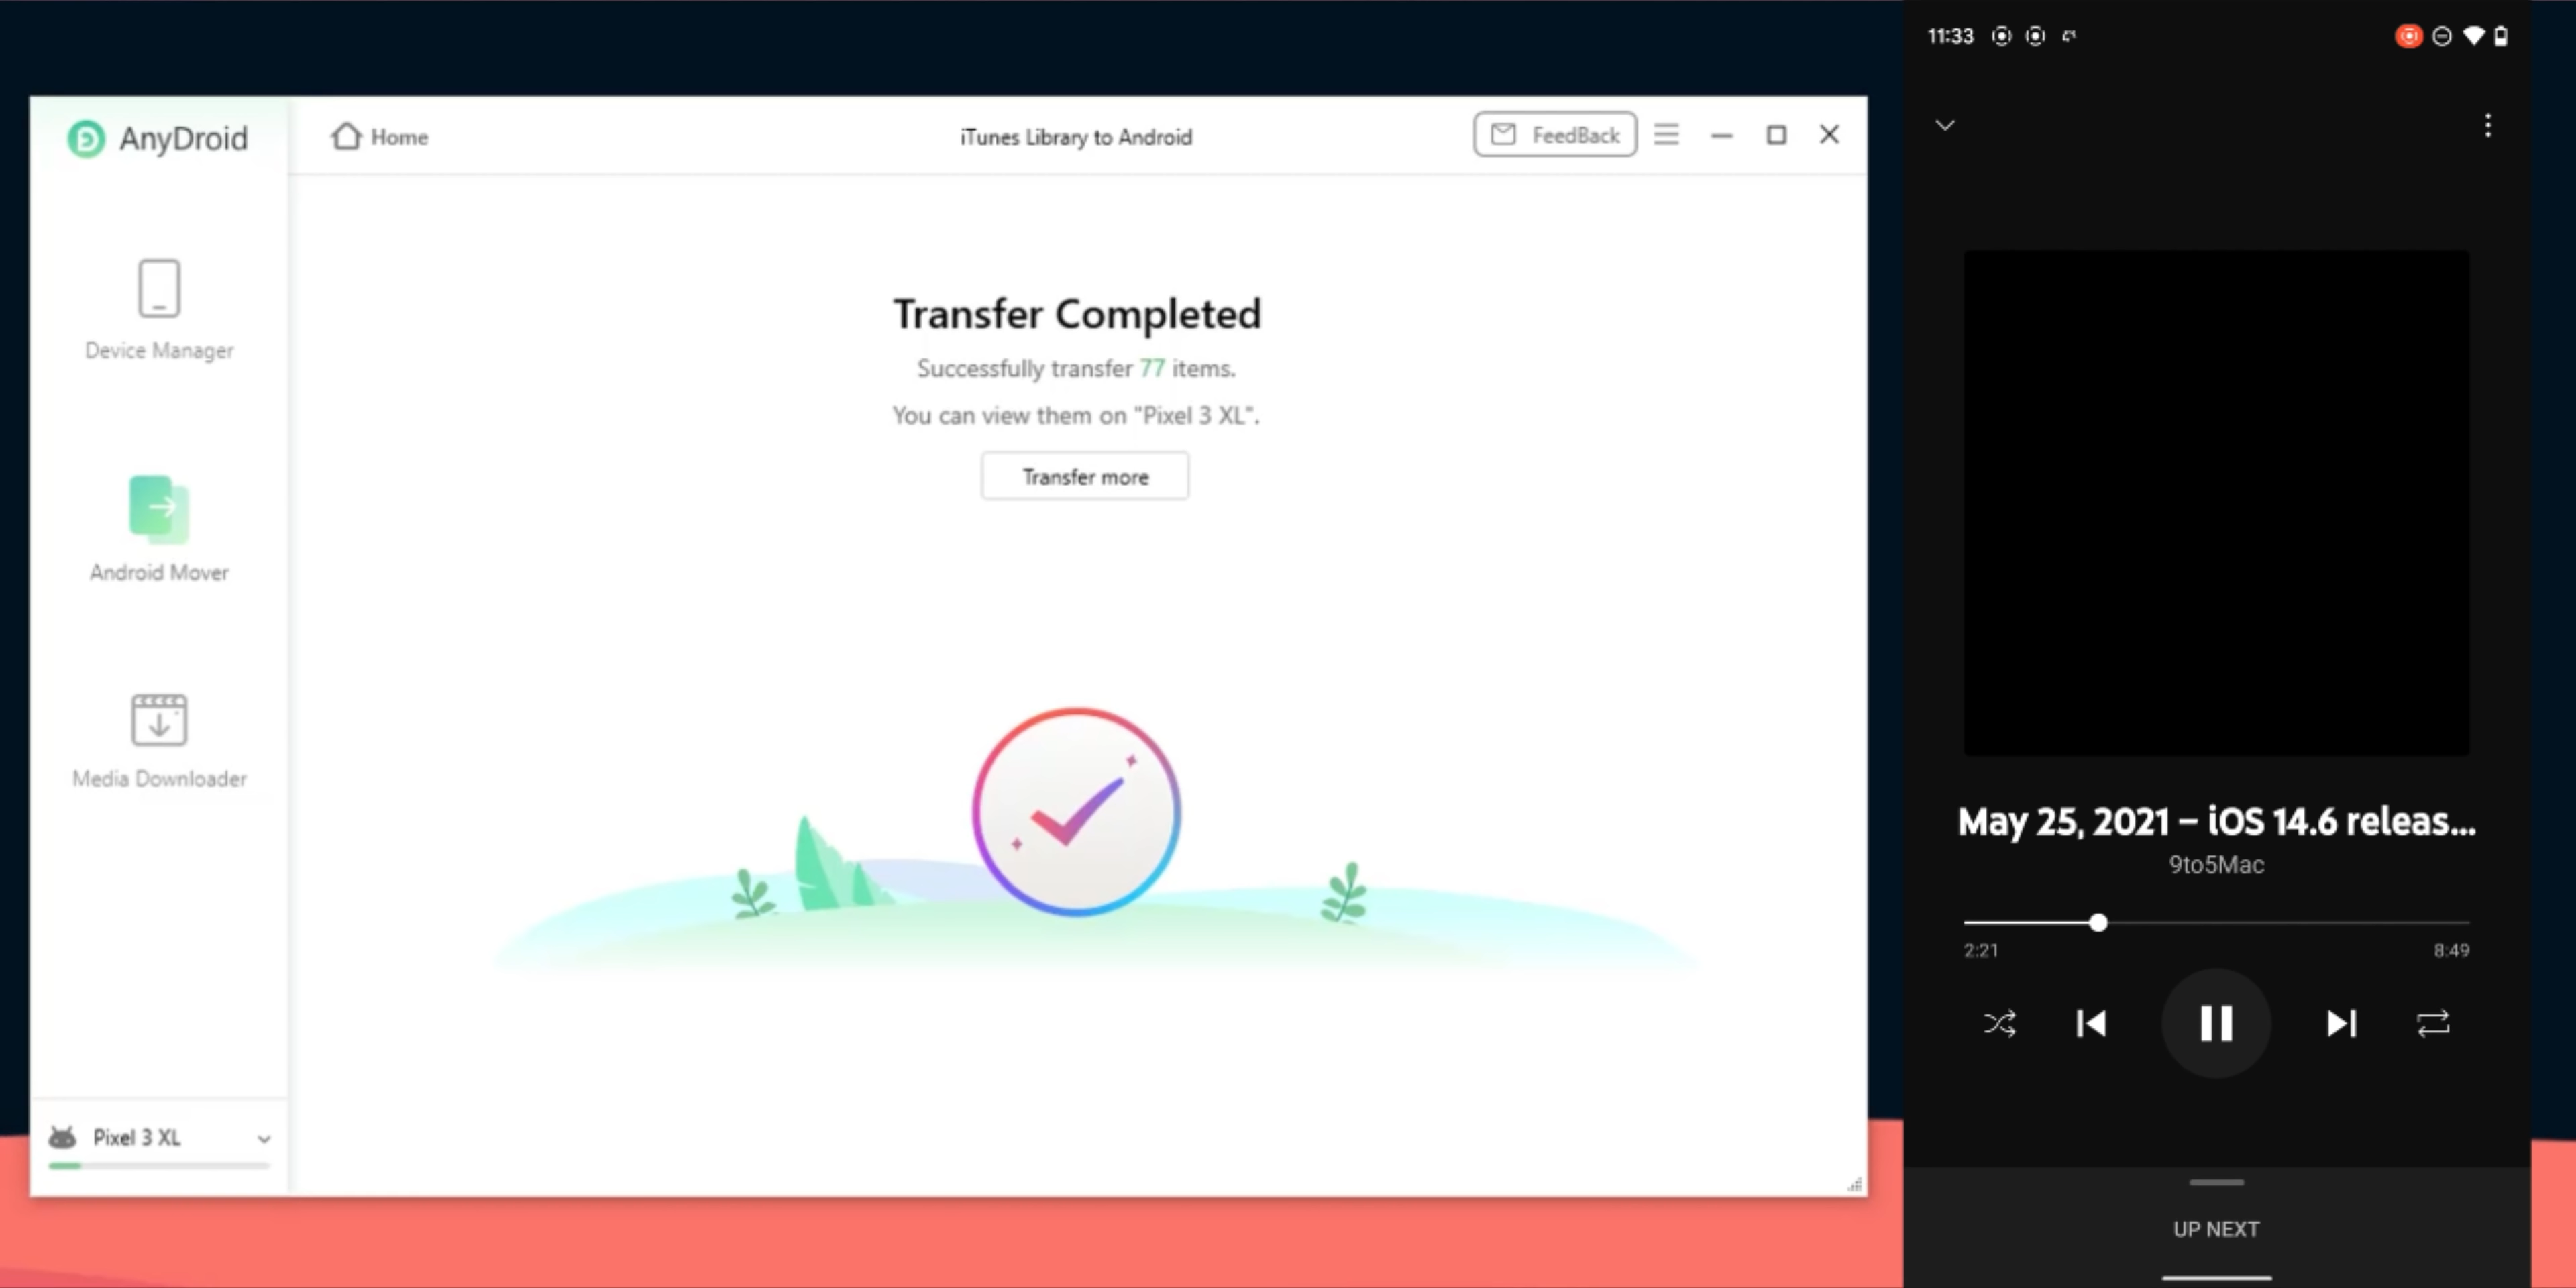 AnyDroid
Home
iTunes Library to Android
FeedBack
Device Manager
Android Mover
Media Downloader
Pixel 3 XL
Transfer Completed
Successfully transfer 77 items.
You can view them on "Pixel 3 XL".
Transfer more
11:33
May 25, 2021 – iOS 14.6 releas...
9to5Mac
2:21
8:49
UP NEXT